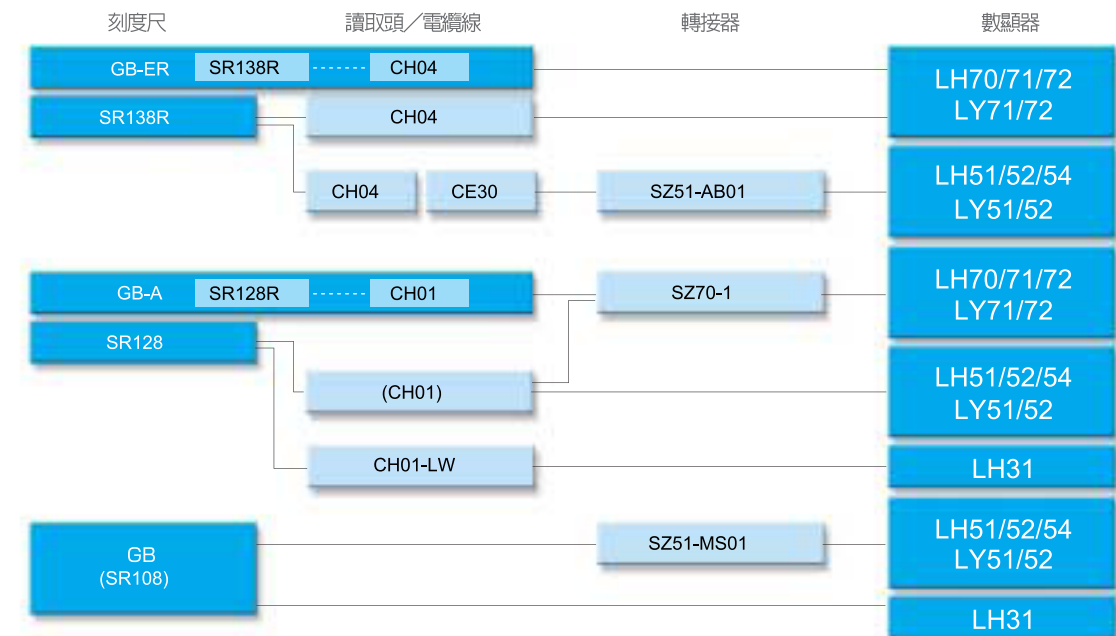 刻度尺
讀取頭／電纜線
轉接器
數顯器
GB-ER SR138R CH04
LH70/71/72
LY71/72
SR138R
CH04
CH04
CE30
SZ51-AB01
LH51/52/54
LY51/52
GB-A SR128R CH01
SZ70-1
LH70/71/72
LY71/72
SR128
(CH01)
LH51/52/54
LY51/52
CH01-LW
LH31
GB
(SR108)
SZ51-MS01
LH51/52/54
LY51/52
LH31